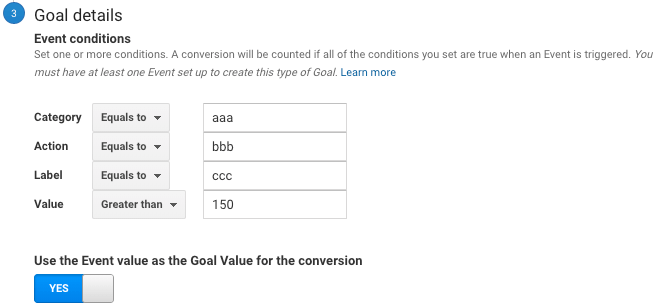 3 Goal details
Event conditions
Set one or more conditions. A conversion will be counted if all of the conditions you set are true when an Event is triggered. You
must have at least one Event set up to create this type of Goal. Learn more
Category Equals to aaa
Action Equals to bbb
Label Equals to ccc
Value Greater than 150
Use the Event value as the Goal Value for the conversion
YES